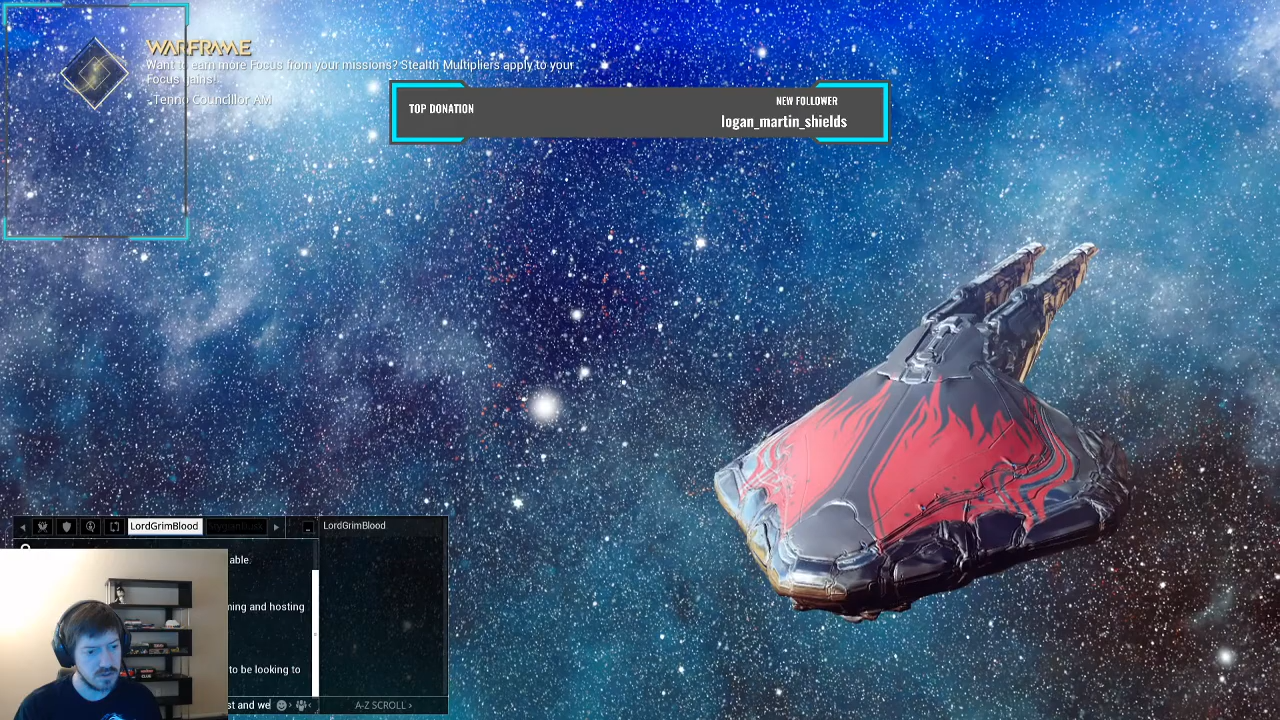 WARFRAME
Want to earn more Focus from your missions? Stealth Multipliers apply to your
Focus gains!
-Tenno Councillor AM
TOP DONATION
NEW FOLLOWER
logan_martin_shields
LordGrimBlood
LordGrimBlood
able.
ming and hosting
to be looking to
st and we
A-Z SCROLL >